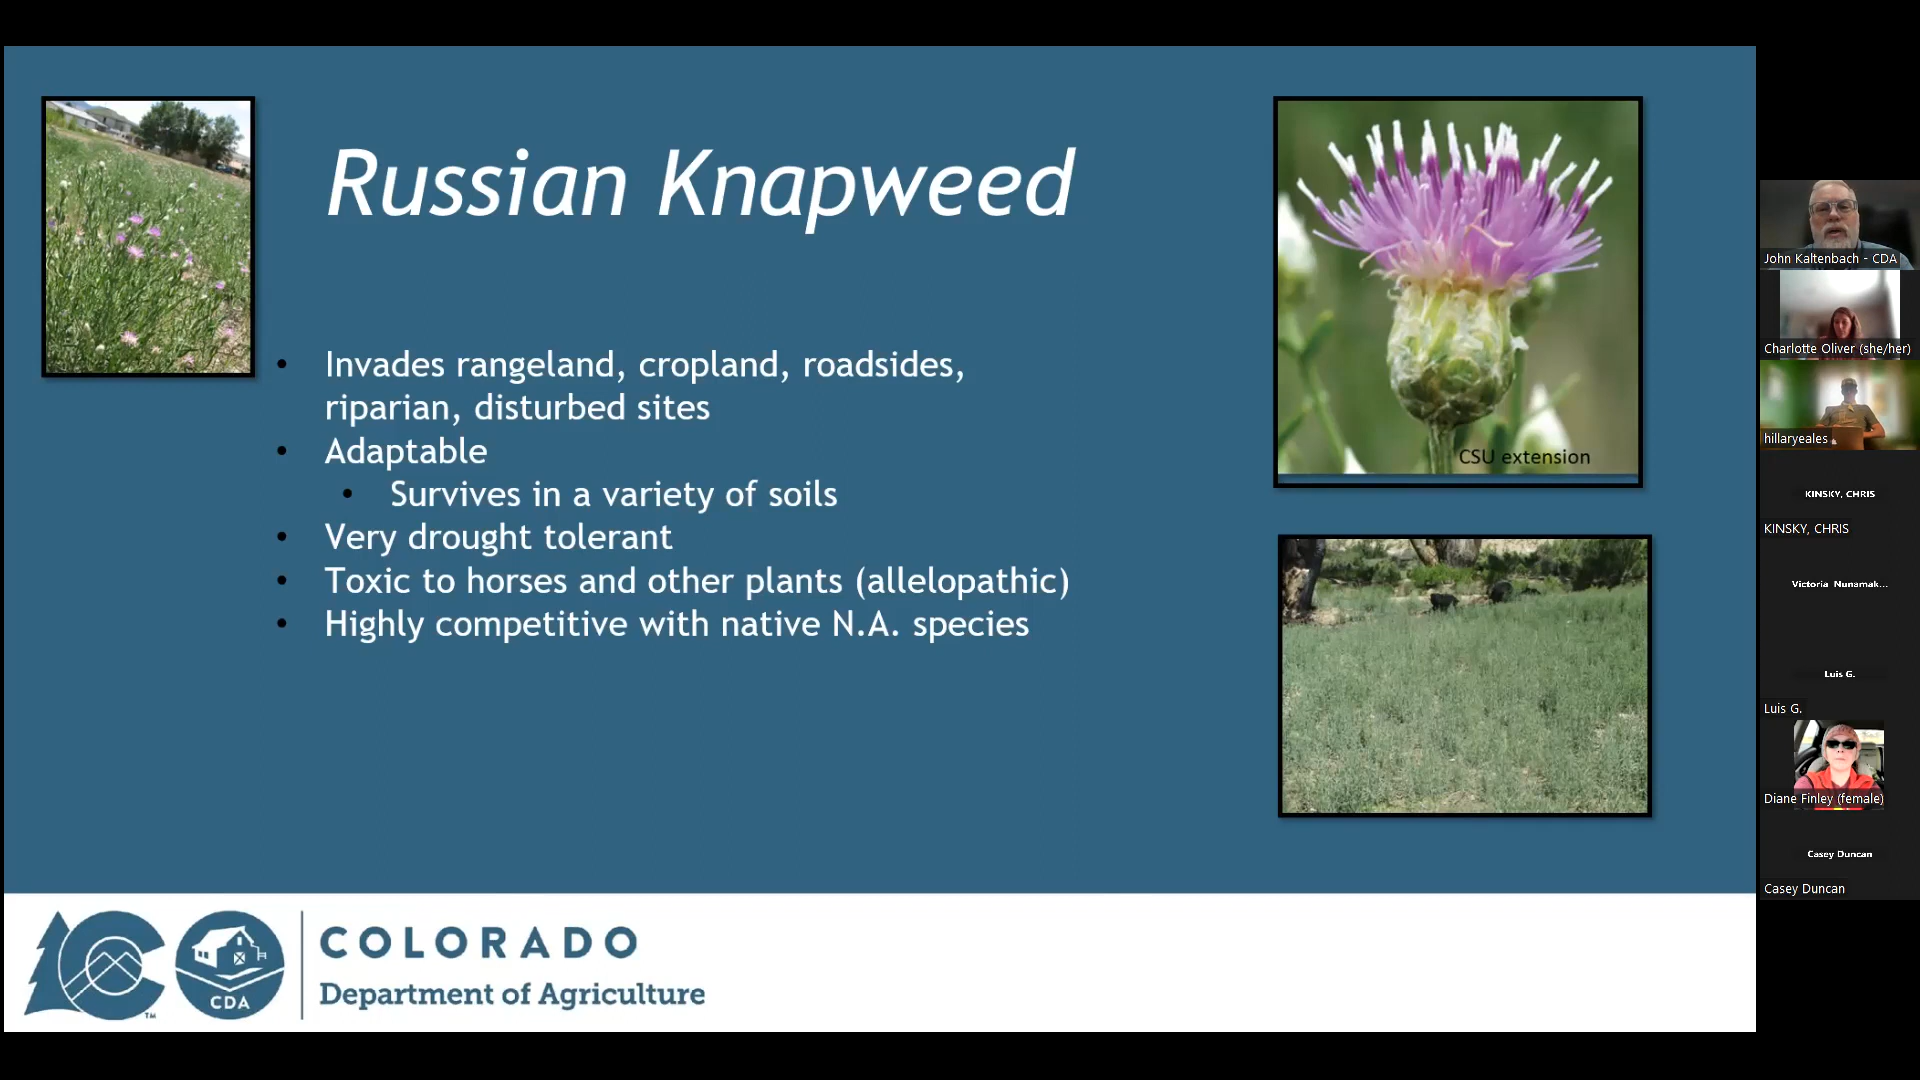 Russian Knapweed
• Invades rangeland, cropland, roadsides,
riparian, disturbed sites
• Adaptable
• Survives in a variety of soils
• Very drought tolerant
• Toxic to horses and other plants (allelopathic)
• Highly competitive with native N.A. species
CSU extension
CDA
TM
COLORADO
Department of Agriculture
John Kaltenbach - CDA
Charlotte Oliver (she/her)
hillaryeales
KINSKY, CHRIS
KINSKY, CHRIS
Victoria Nunamak...
Luis G.
Luis G.
Diane Finley (female)
Casey Duncan
Casey Duncan